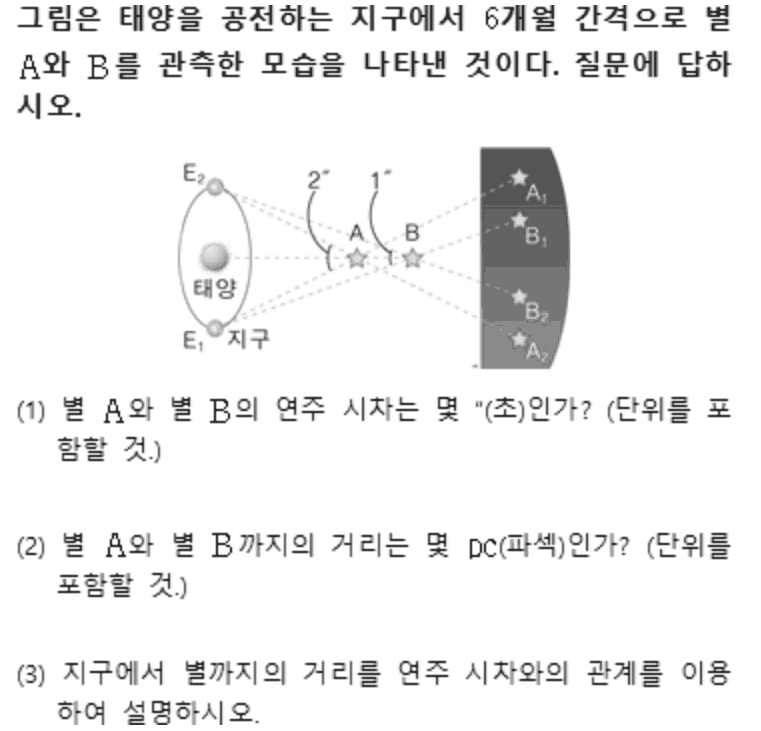 그림은 태양을 공전하는 지구에서 6개월 간격으로 별
A와 B를 관측한 모습을 나타낸 것이다. 질문에 답하
시오.
E₂ 2″ 1″ A₁
A B B₁
태양 B₂
E₁ 지구 A₂
(1) 별 A와 별 B의 연주 시차는 몇 "(초)인가? (단위를 포
함할 것.)
(2) 별 A와 별 B까지의 거리는 몇 pc(파섹)인가? (단위를
포함할 것.)
(3) 지구에서 별까지의 거리를 연주 시차와의 관계를 이용
하여 설명하시오.